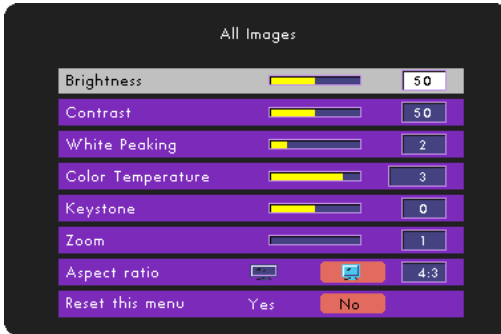 All Images
Brightness 50
Contrast 50
White Peaking 2
Color Temperature 3
Keystone 0
Zoom 1
Aspect ratio 4:3
Reset this menu Yes No